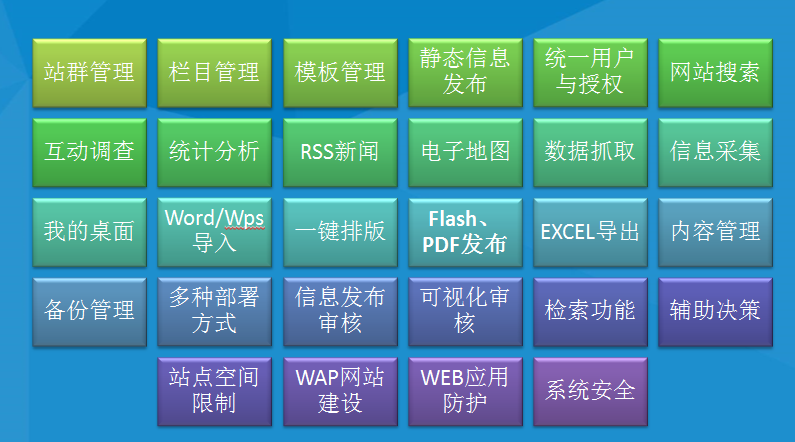 站群管理
栏目管理
模板管理
静态信息
发布
统一用户
与授权
网站搜索
互动调查
统计分析
RSS新闻
电子地图
数据抓取
信息采集
我的桌面
Word/Wps
导入
一键排版
Flash、
PDF发布
EXCEL导出
内容管理
备份管理
多种部署
方式
信息发布
审核
可视化审
核
检索功能
辅助决策
站点空间
限制
WAP网站
建设
WEB应用
防护
系统安全